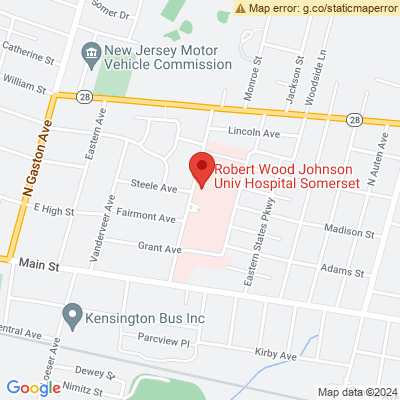 Map error: g.co/staticmaperror
Somer Dr
Catherine St
New Jersey Motor
Vehicle Commission
Monroe St
Jackson St
Woodside Ln
William St
28
N Gaston Ave
Eastern Ave
Lincoln Ave
28
N Auten Ave
Robert Wood Johnson
Univ Hospital Somerset
Steele Ave
E High St
Fairmont Ave
Vanderveer Ave
Eastern States Pkwy
Madison St
Grant Ave
Main St
Adams St
Kensington Bus Inc
Central Ave
Parcview Pl
Kirby Ave
Loeser Ave
Dewey St
Nimitz St
Google
Map data ©2024